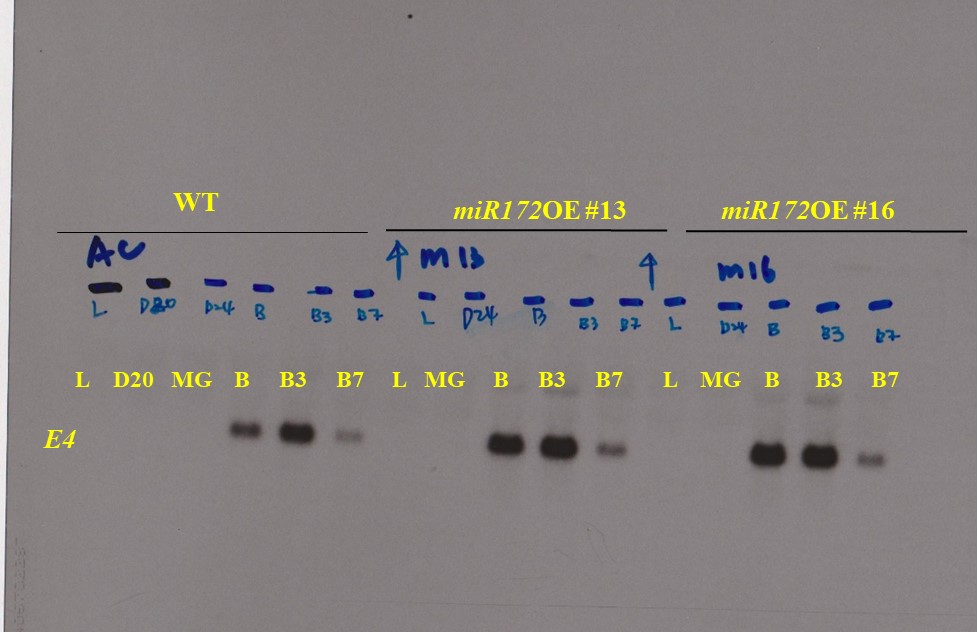 WT miR172OE #13 miR172OE #16
AC m13 m16
L D20 D24 B B3 B7 L D24 B B3 B7 L D24 B B3 B7
L D20 MG B B3 B7 L MG B B3 B7 L MG B B3 B7
E4